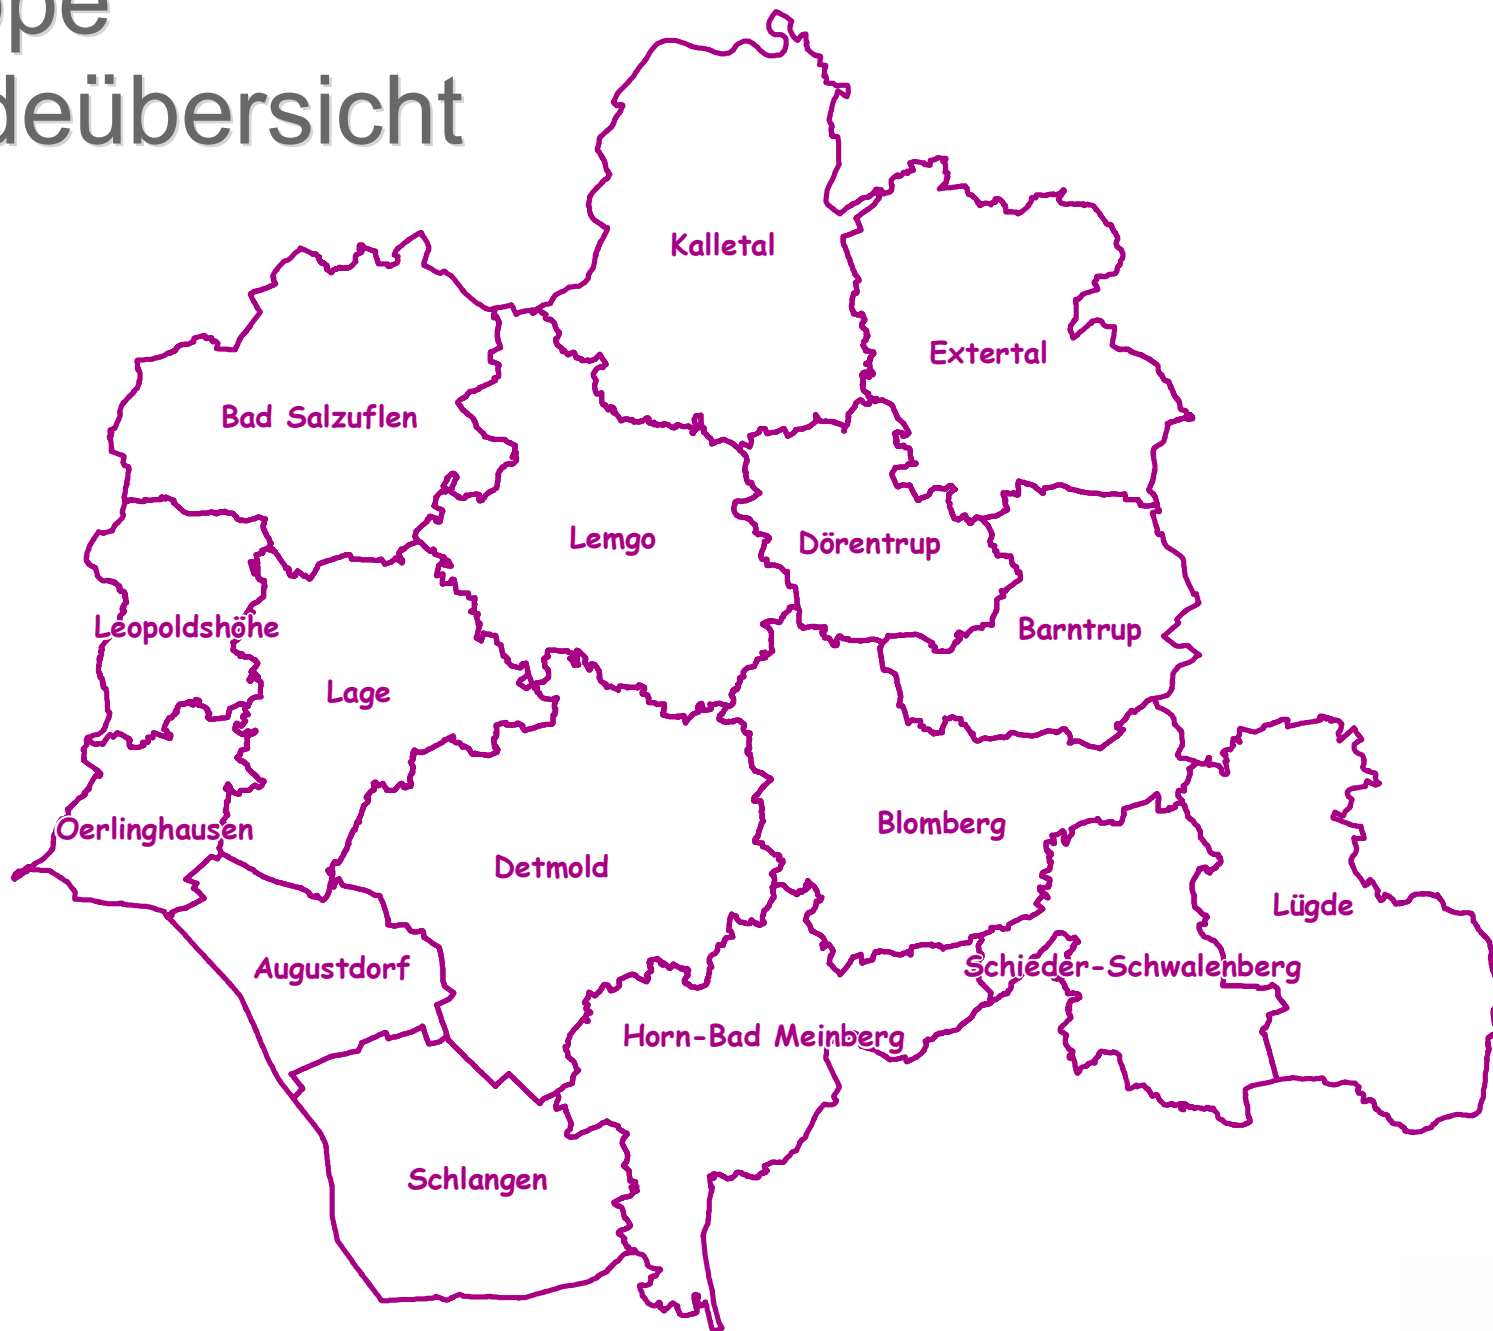 deübersicht
Kalletal
Extertal
Bad Salzuflen
Lemgo
Dörentrup
Leopoldshöhe
Barntrup
Lage
Oerlinghausen
Blomberg
Detmold
Lügde
Augustdorf
Schieder-Schwalenberg
Horn-Bad Meinberg
Schlangen